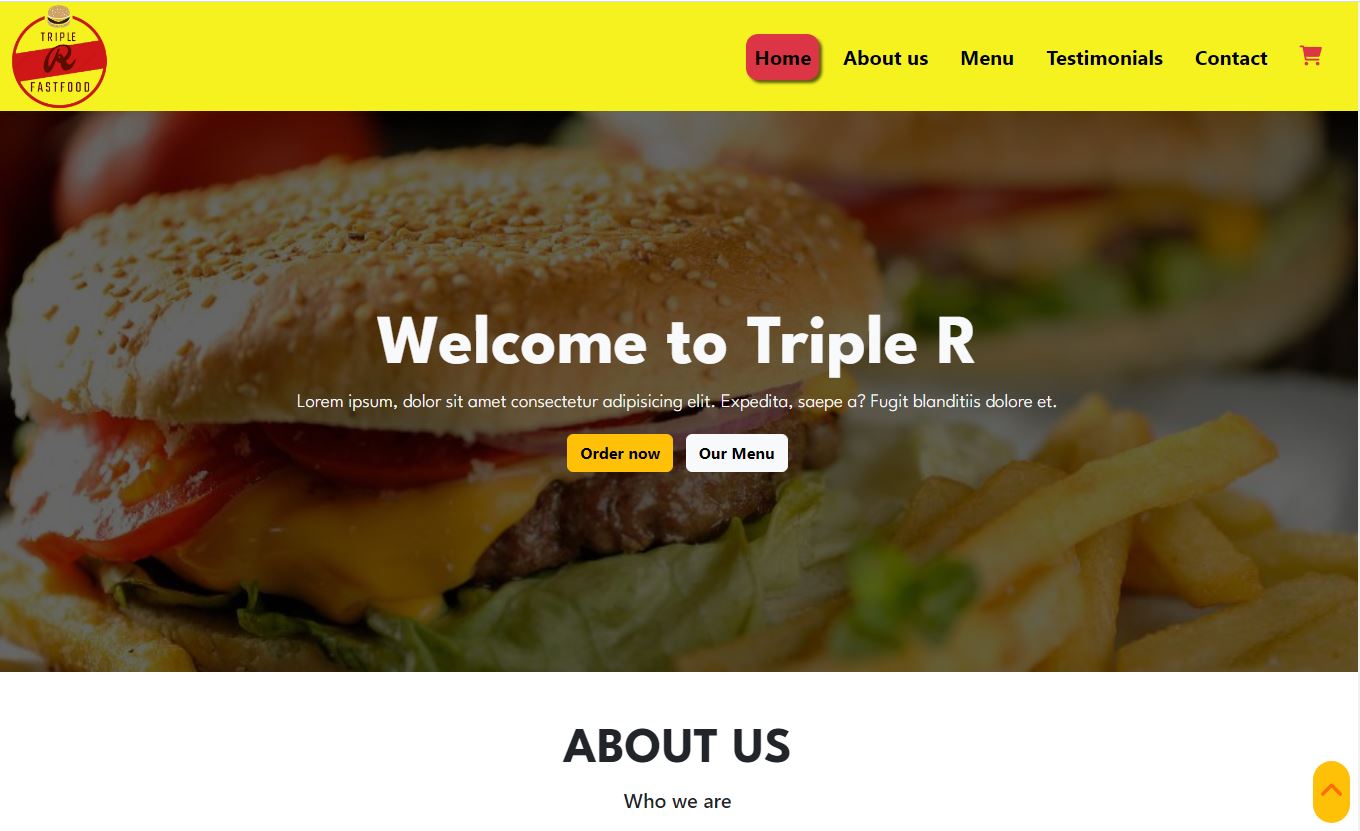 TRIPLE
R
FASTFOOD
Home About us Menu Testimonials Contact
Welcome to Triple R
Lorem ipsum, dolor sit amet consectetur adipisicing elit. Expedita, saepe a? Fugit blanditiis dolore et.
Order now Our Menu
ABOUT US
Who we are